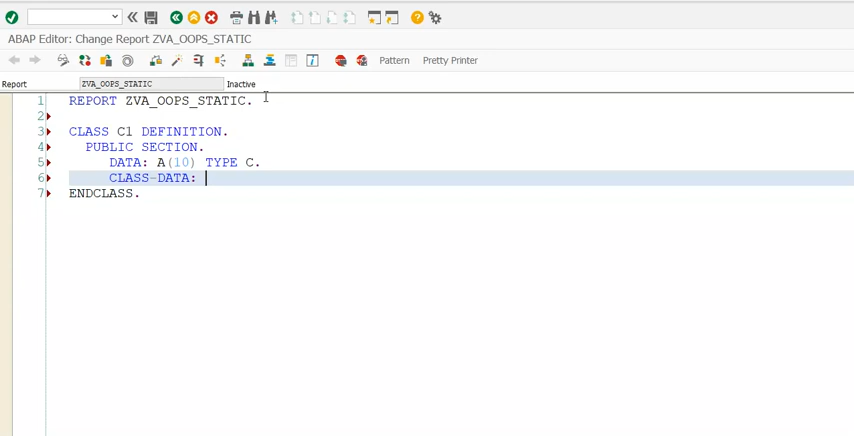 ABAP Editor: Change Report ZVA_OOPS_STATIC
Pattern Pretty Printer
Report ZVA_OOPS_STATIC Inactive
1 REPORT ZVA_OOPS_STATIC.
2
3 CLASS C1 DEFINITION.
4 PUBLIC SECTION.
5 DATA: A(10) TYPE C.
6 CLASS-DATA:
7 ENDCLASS.